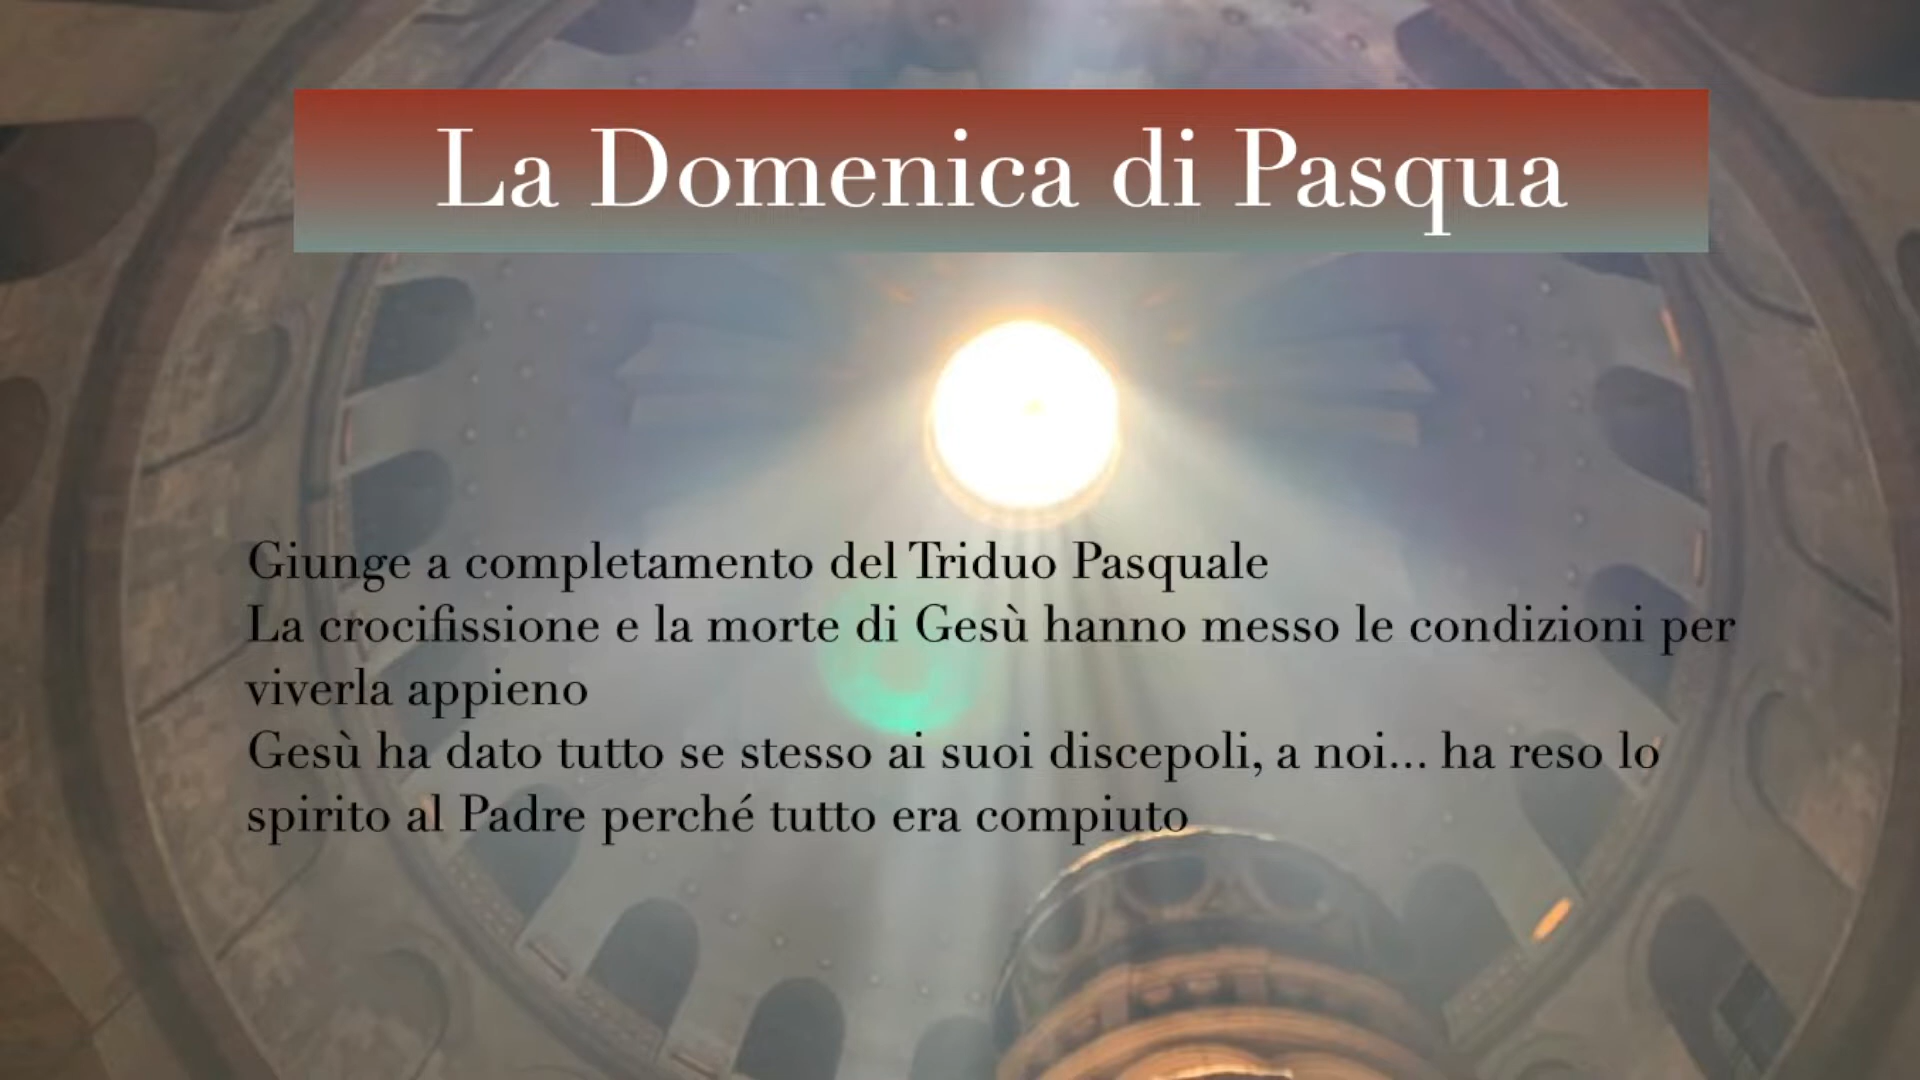 La Domenica di Pasqua
Giunge a completamento del Triduo Pasquale
La crocifissione e la morte di Gesù hanno messo le condizioni per
viverla appieno
Gesù ha dato tutto se stesso ai suoi discepoli, a noi... ha reso lo
spirito al Padre perché tutto era compiuto